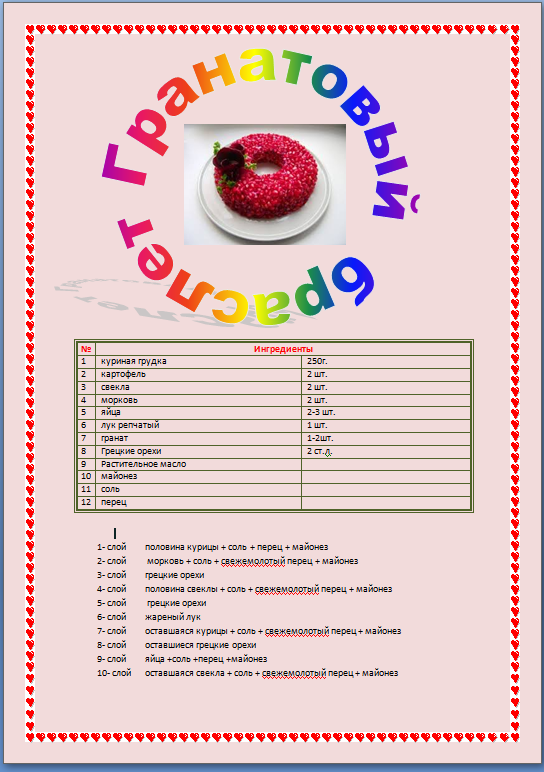 Гранатовый
браслет
№ Ингредиенты
1 куриная грудка 250г.
2 картофель 2 шт.
3 свекла 2 шт.
4 морковь 2 шт.
5 яйца 2-3 шт.
6 лук репчатый 1 шт.
7 гранат 1-2шт.
8 Грецкие орехи 2 ст.л.
9 Растительное масло
10 майонез
11 соль
12 перец
1- слой половина курицы + соль + перец + майонез
2- слой морковь + соль + свежемолотый перец + майонез
3- слой грецкие орехи
4- слой половина свеклы + соль + свежемолотый перец + майонез
5- слой грецкие орехи
6- слой жареный лук
7- слой оставшаяся курицы + соль + свежемолотый перец + майонез
8- слой оставшиеся грецкие орехи
9- слой яйца +соль +перец +майонез
10- слой оставшаяся свекла + соль + свежемолотый перец + майонез